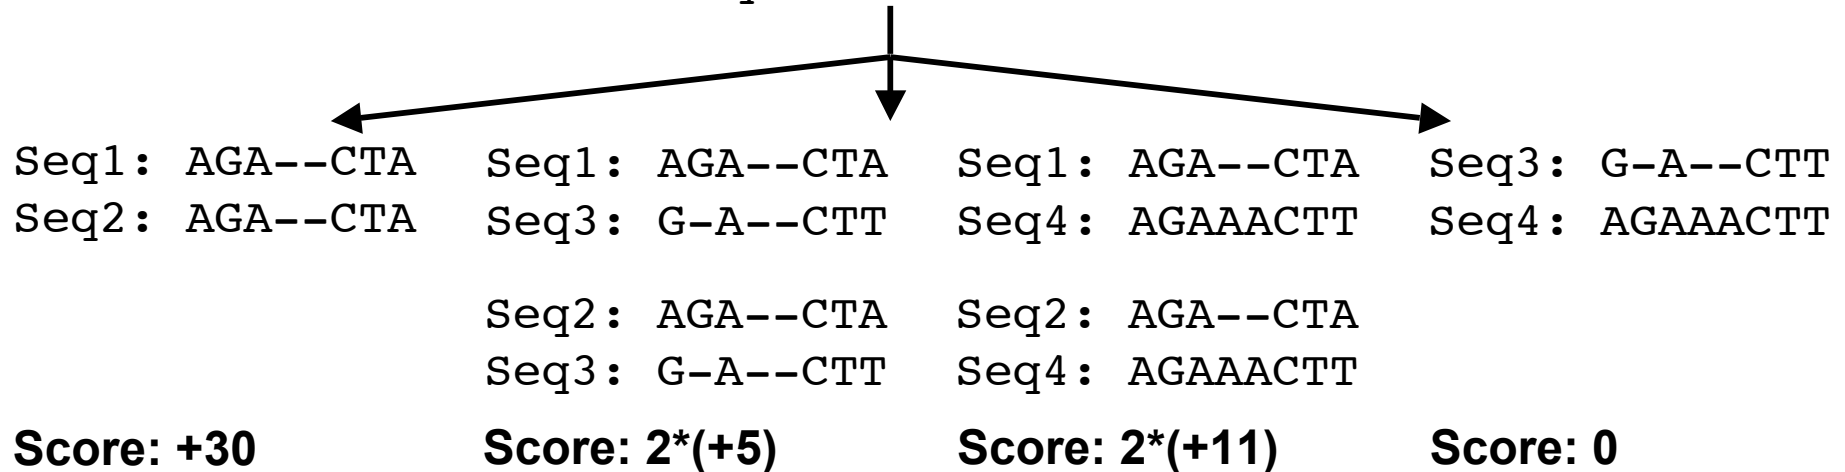 Seq1: AGA--CTA
Seq2: AGA--CTA
Seq1: AGA--CTA
Seq3: G-A--CTT
Seq2: AGA--CTA
Seq3: G-A--CTT
Seq1: AGA--CTA
Seq4: AGAAACTT
Seq2: AGA--CTA
Seq4: AGAAACTT
Seq3: G-A--CTT
Seq4: AGAAACTT
Score: +30
Score: 2*(+5)
Score: 2*(+11)
Score: 0